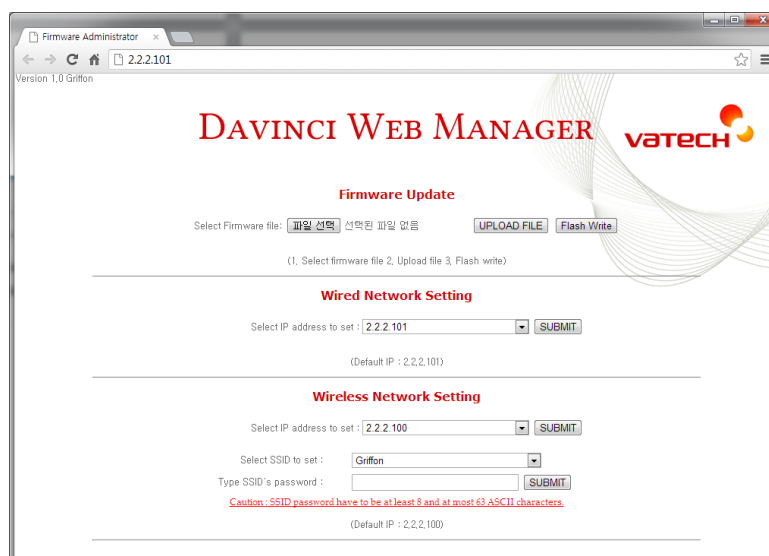 Firmware Administrator
2.2.2.101
Version 1,0 Griffon
DAVINCI WEB MANAGER
vatech
Firmware Update
Select Firmware file: 파일 선택 선택된 파일 없음 UPLOAD FILE Flash Write
(1, Select firmware file 2, Upload file 3, Flash write)
Wired Network Setting
Select IP address to set : 2.2.2.101 SUBMIT
(Default IP : 2,2,2,101)
Wireless Network Setting
Select IP address to set : 2.2.2.100 SUBMIT
Select SSID to set : Griffon
Type SSID's password : SUBMIT
Caution : SSID password have to be at least 8 and at most 63 ASCII characters.
(Default IP : 2,2,2,100)